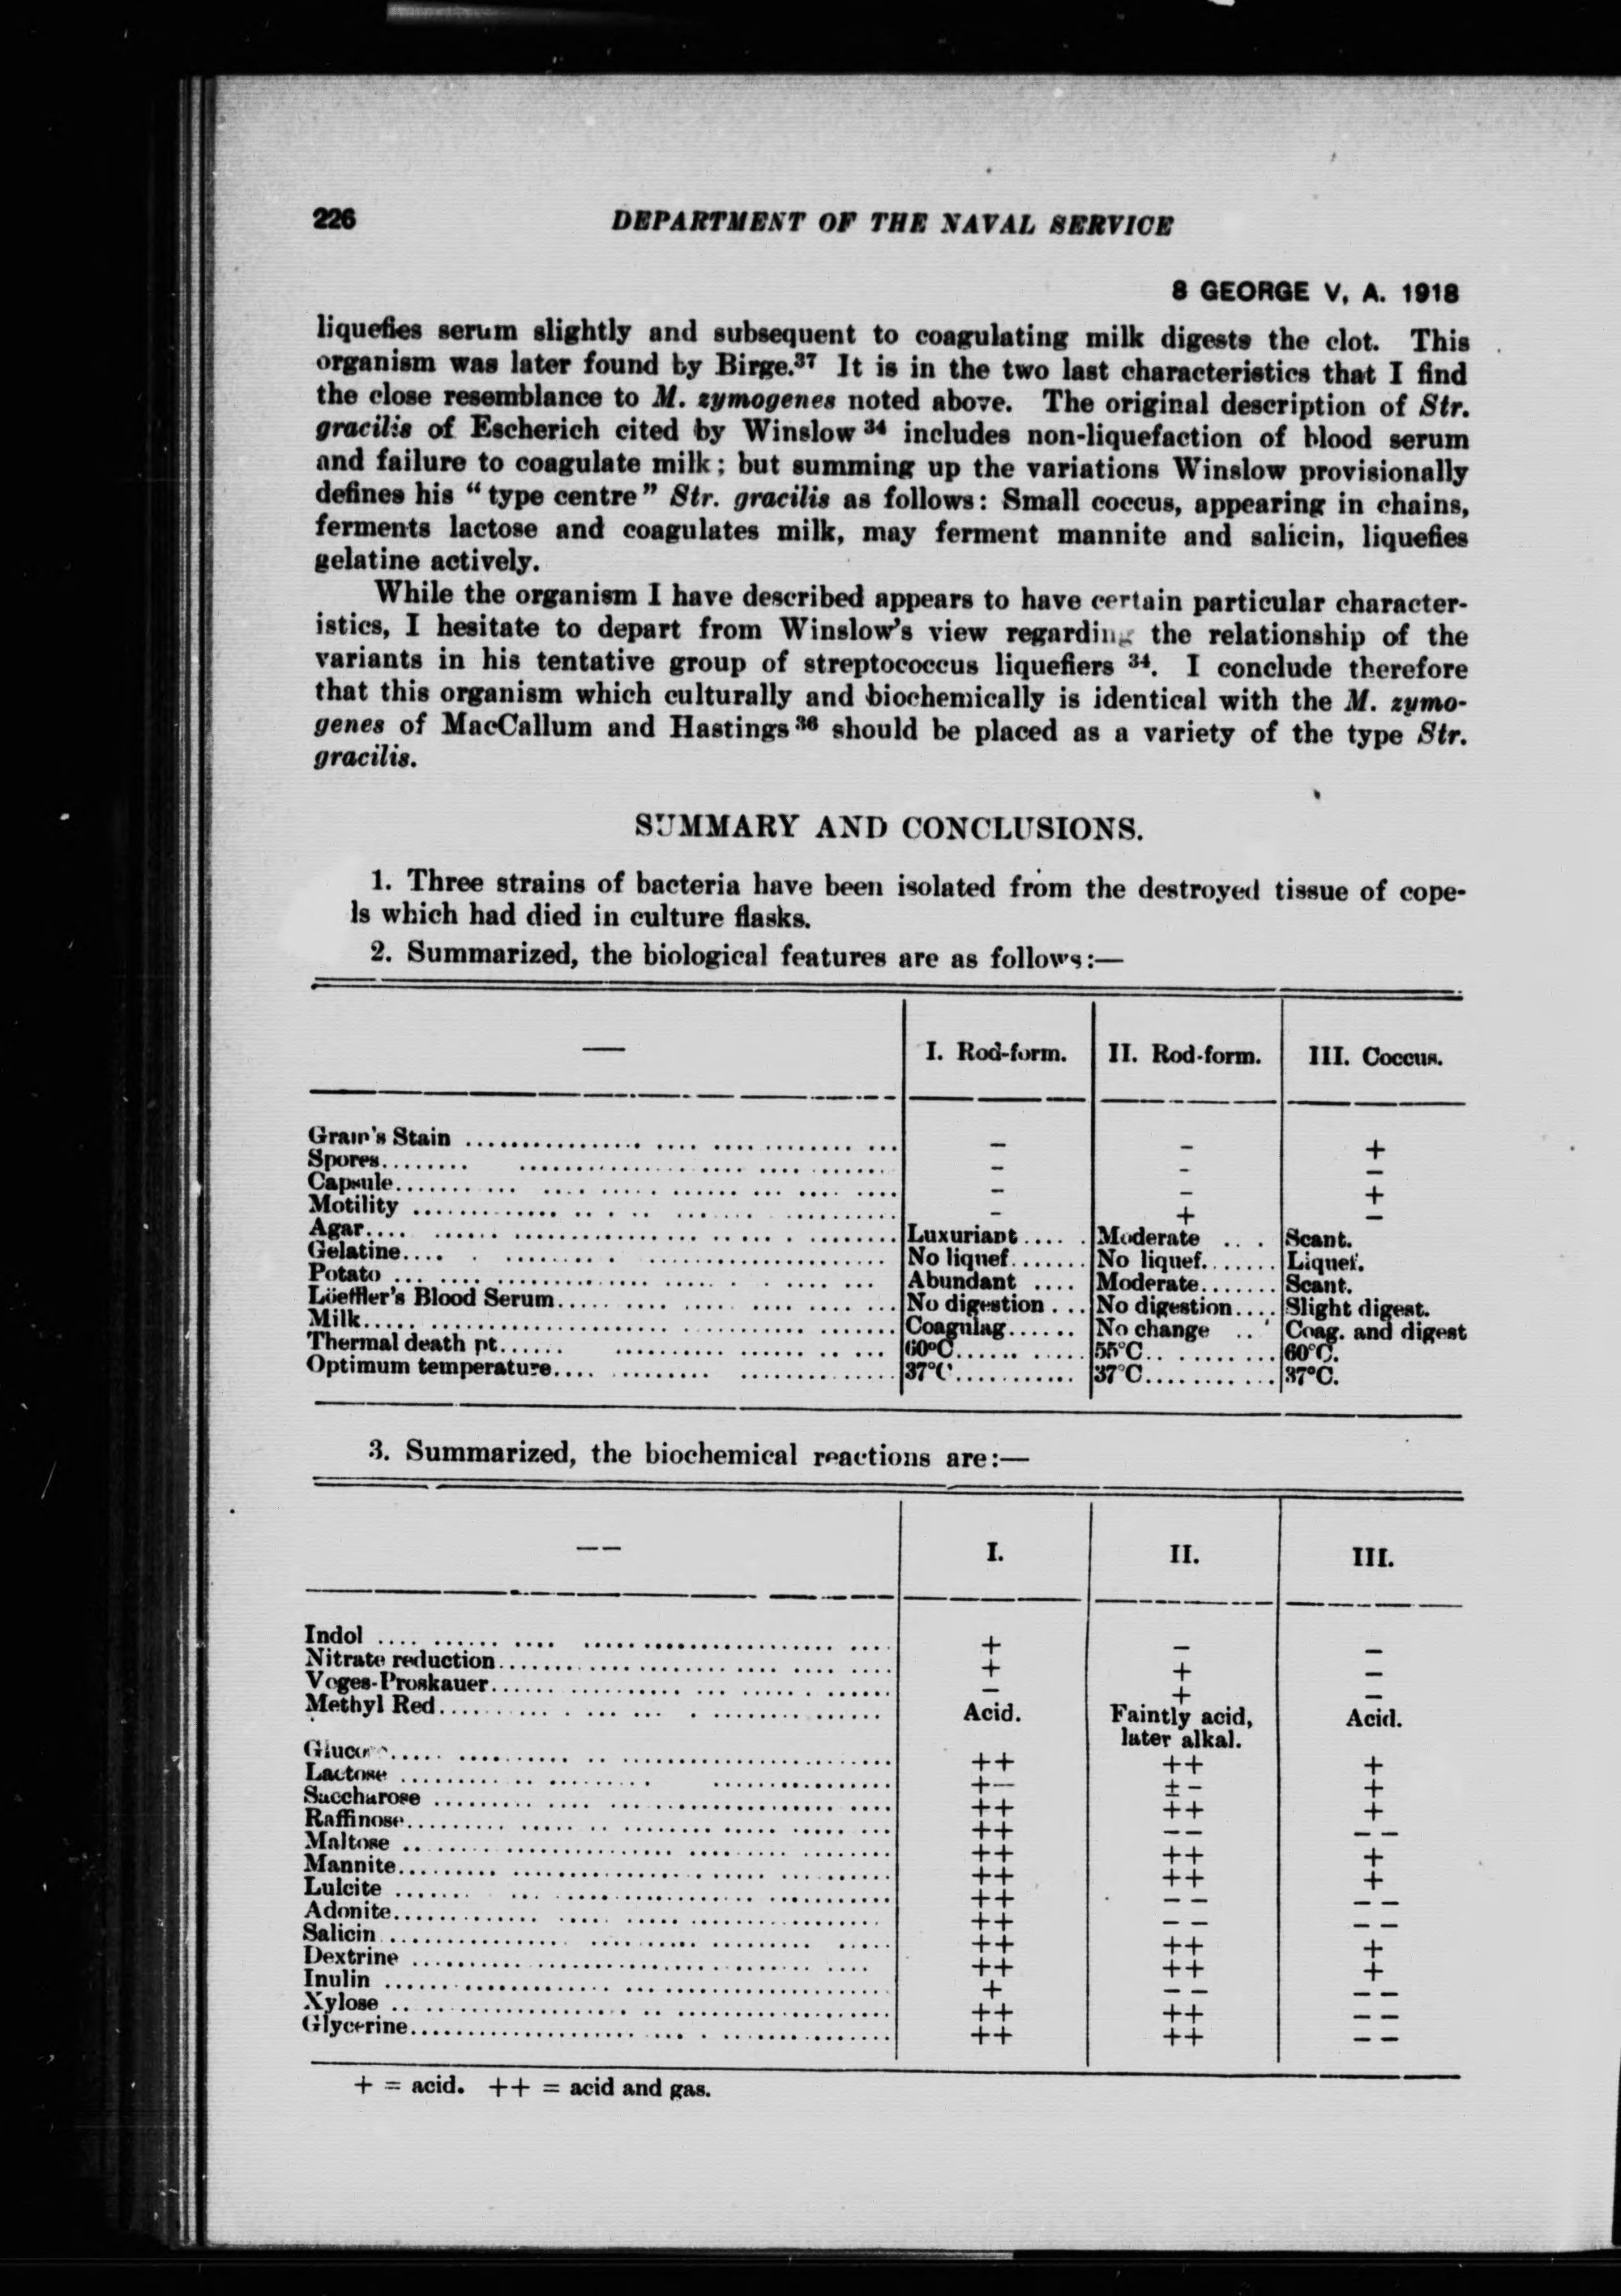 226 DEPARTMENT OF THE NAVAL SERVICE
8 GEORGE V, A. 1918
liquefies serum slightly and subsequent to coagulating milk digests the clot. This
organism was later found by Birge.37 It is in the two last characteristics that I find
the close resemblance to M. zymogenes noted above. The original description of Str.
gracilis of Escherich cited by Winslow 34 includes non-liquefaction of blood serum
and failure to coagulate milk; but summing up the variations Winslow provisionally
defines his "type centre" Str. gracilis as follows: Small coccus, appearing in chains,
ferments lactose and coagulates milk, may ferment mannite and salicin, liquefies
gelatine actively.
While the organism I have described appears to have certain particular character-
istics, I hesitate to depart from Winslow's view regarding the relationship of the
variants in his tentative group of streptococcus liquefiers 34. I conclude therefore
that this organism which culturally and biochemically is identical with the M. zymo-
genes of MacCallum and Hastings 36 should be placed as a variety of the type Str.
gracilis.
SUMMARY AND CONCLUSIONS.
1. Three strains of bacteria have been isolated from the destroyed tissue of cope-
ls which had died in culture flasks.
2. Summarized, the biological features are as follows:—
— I. Rod-form. II. Rod-form. III. Coccus.
Gram's Stain – – +
Spores – – –
Capsule – – +
Motility – + –
Agar Luxuriant Moderate Scant.
Gelatine No liquef. No liquef. Liquef.
Potato Abundant Moderate Scant.
Löeffler's Blood Serum No digestion No digestion Slight digest.
Milk Coagulag No change Coag. and digest
Thermal death pt. 60°C 55°C 60°C.
Optimum temperature 37°C 37°C 37°C.
3. Summarized, the biochemical reactions are:—
—— I. II. III.
Indol + – –
Nitrate reduction + + –
Voges-Proskauer – + –
Methyl Red Acid. Faintly acid, Acid.
later alkal.
Glucose ++ ++ +
Lactose +– ±– +
Saccharose ++ ++ +
Raffinose ++ –– ––
Maltose ++ ++ +
Mannite ++ ++ +
Lulcite ++ –– ––
Adonite ++ –– ––
Salicin ++ ++ +
Dextrine ++ ++ +
Inulin + –– ––
Xylose ++ ++ ––
Glycerine ++ ++ ––
+ = acid. ++ = acid and gas.